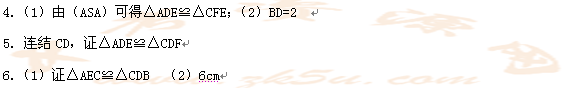 4.（1）由（ASA）可得△ADE≌△CFE；（2）BD=2
5. 连结 CD，证△ADE≌△CDF
6.（1）证△AEC≌△CDB （2）6cm